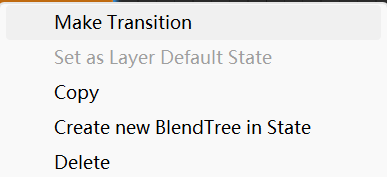 Make Transition
Set as Layer Default State
Copy
Create new BlendTree in State
Delete